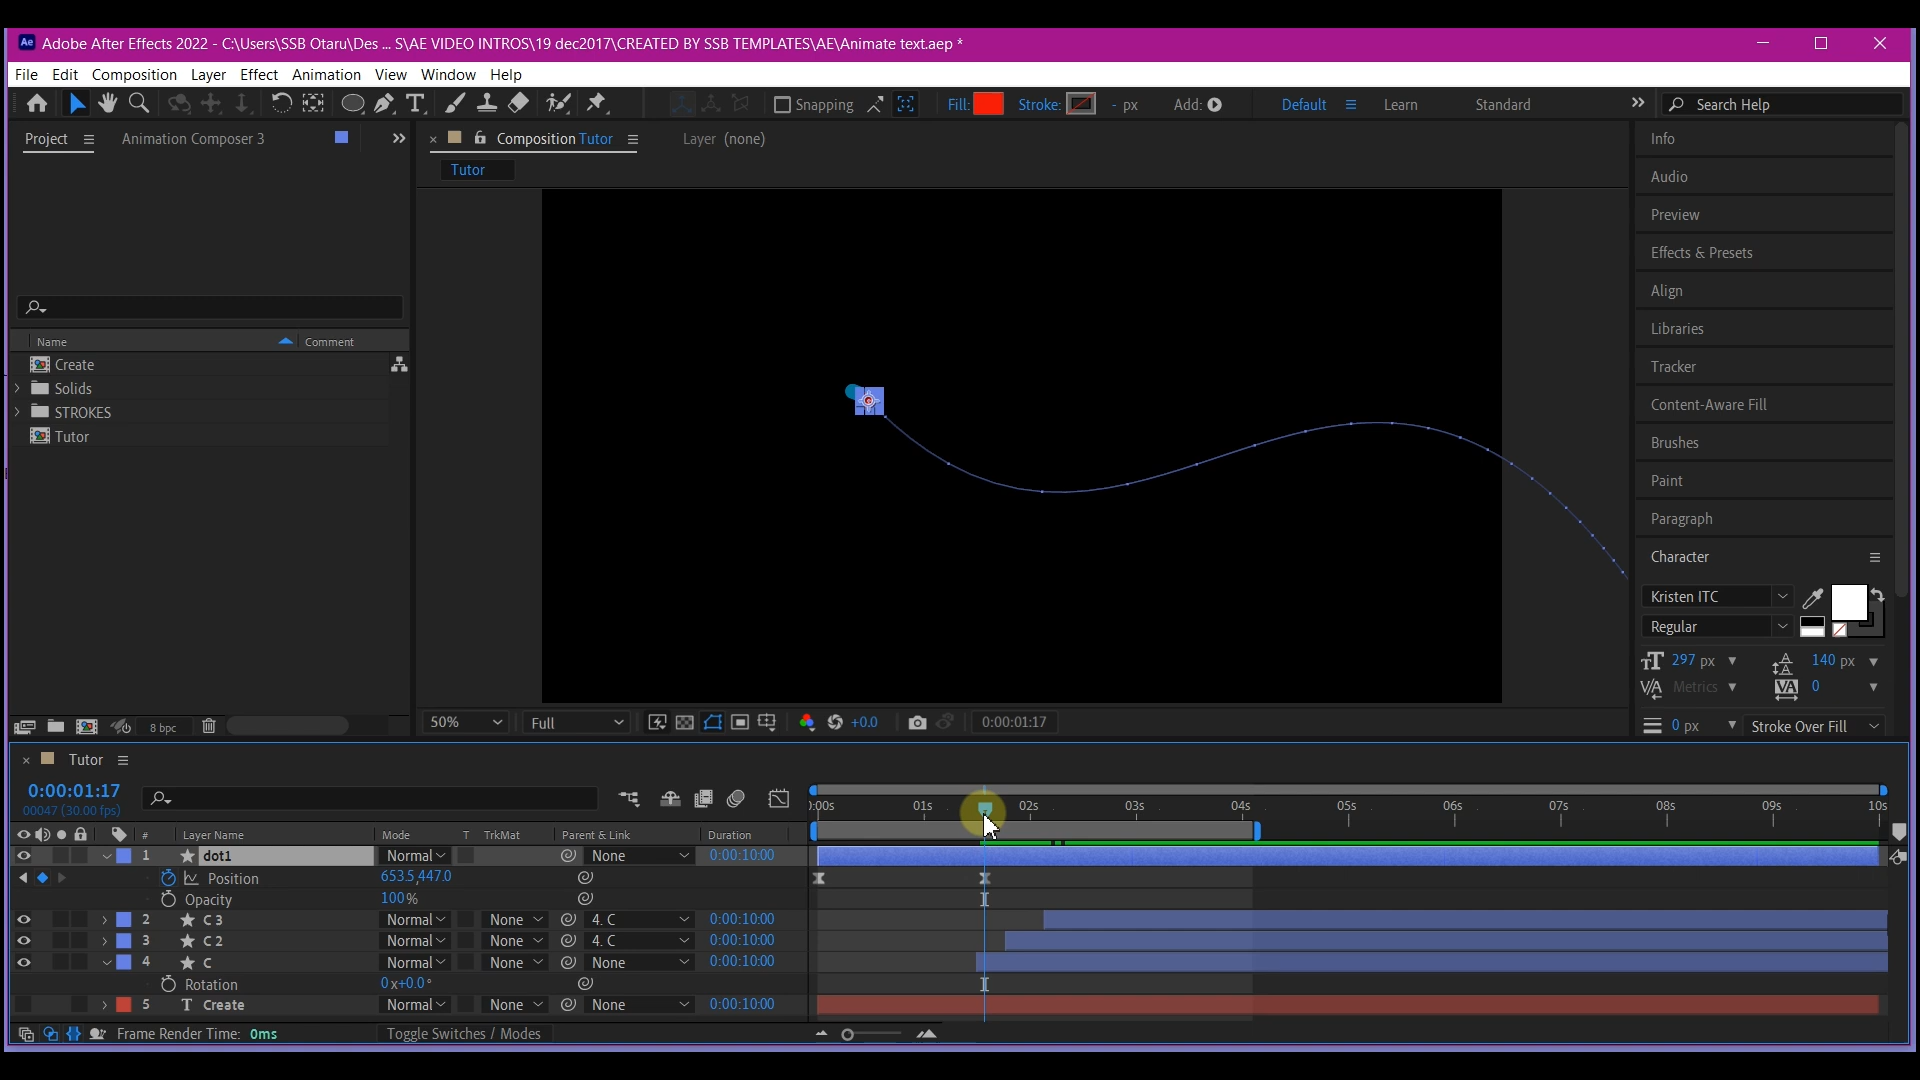 Ae Adobe After Effects 2022 - C:\Users\SSB Otaru\Des ... S\AE VIDEO INTROS\19 dec2017\CREATED BY SSB TEMPLATES\AE\Animate text.aep *
File Edit Composition Layer Effect Animation View Window Help
Snapping Fill: Stroke: - px Add: Default Learn Standard Search Help
Project Animation Composer 3 Composition Tutor Layer (none)
Tutor
Name Comment
Create
Solids
STROKES
Tutor
8 bpc
50% Full +0.0 0:00:01:17
Info
Audio
Preview
Effects & Presets
Align
Libraries
Tracker
Content-Aware Fill
Brushes
Paint
Paragraph
Character
Kristen ITC
Regular
297 px 140 px
Metrics 0
0 px Stroke Over Fill
Tutor
0:00:01:17
00047 (30.00 fps)
):00s 01s 02s 03s 04s 05s 06s 07s 08s 09s 10s
# Layer Name Mode T TrkMat Parent & Link Duration
1 dot1 Normal None 0:00:10:00
Position 653.5,447.0
Opacity 100%
2 C 3 Normal None 4. C 0:00:10:00
3 C 2 Normal None 4. C 0:00:10:00
4 C Normal None None 0:00:10:00
Rotation 0x+0.0°
5 T Create Normal None None 0:00:10:00
Frame Render Time: 0ms Toggle Switches / Modes